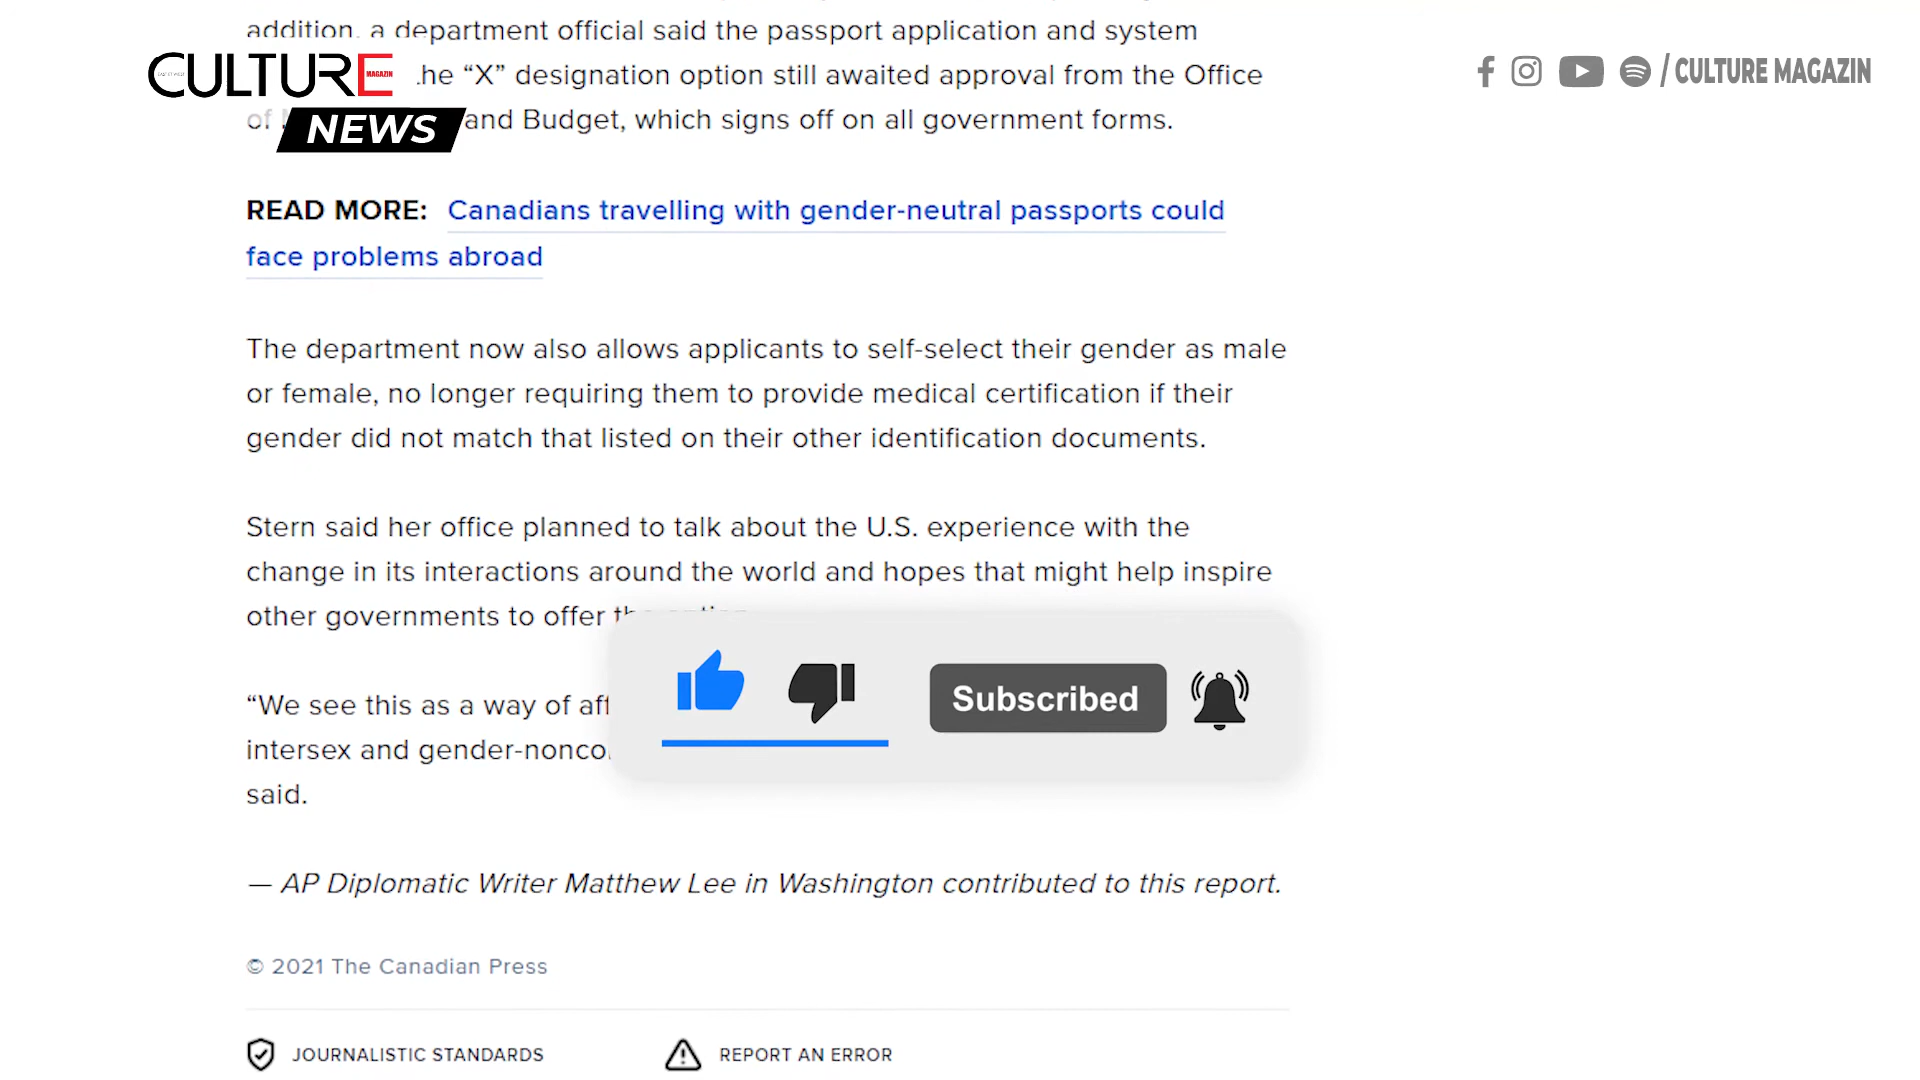 addition, a department official said the passport application and system
CULTURE
MAGAZIN
he “X” designation option still awaited approval from the Office
/ CULTURE MAGAZIN
of
NEWS
and Budget, which signs off on all government forms.
READ MORE: Canadians travelling with gender-neutral passports could
face problems abroad
The department now also allows applicants to self-select their gender as male
or female, no longer requiring them to provide medical certification if their
gender did not match that listed on their other identification documents.
Stern said her office planned to talk about the U.S. experience with the
change in its interactions around the world and hopes that might help inspire
other governments to offer
“We see this as a way of aff
intersex and gender-nonco
said.
Subscribed
— AP Diplomatic Writer Matthew Lee in Washington contributed to this report.
© 2021 The Canadian Press
JOURNALISTIC STANDARDS
REPORT AN ERROR